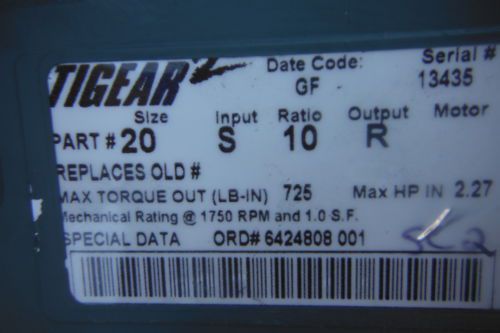 TIGEAR 2 Date Code: Serial #
GF 13435
Size Input Ratio Output Motor
PART # 20 S 10 R
REPLACES OLD #
MAX TORQUE OUT (LB-IN) 725 Max HP IN 2.27
Mechanical Rating @ 1750 RPM and 1.0 S.F.
SPECIAL DATA ORD# 6424808 001
SC2